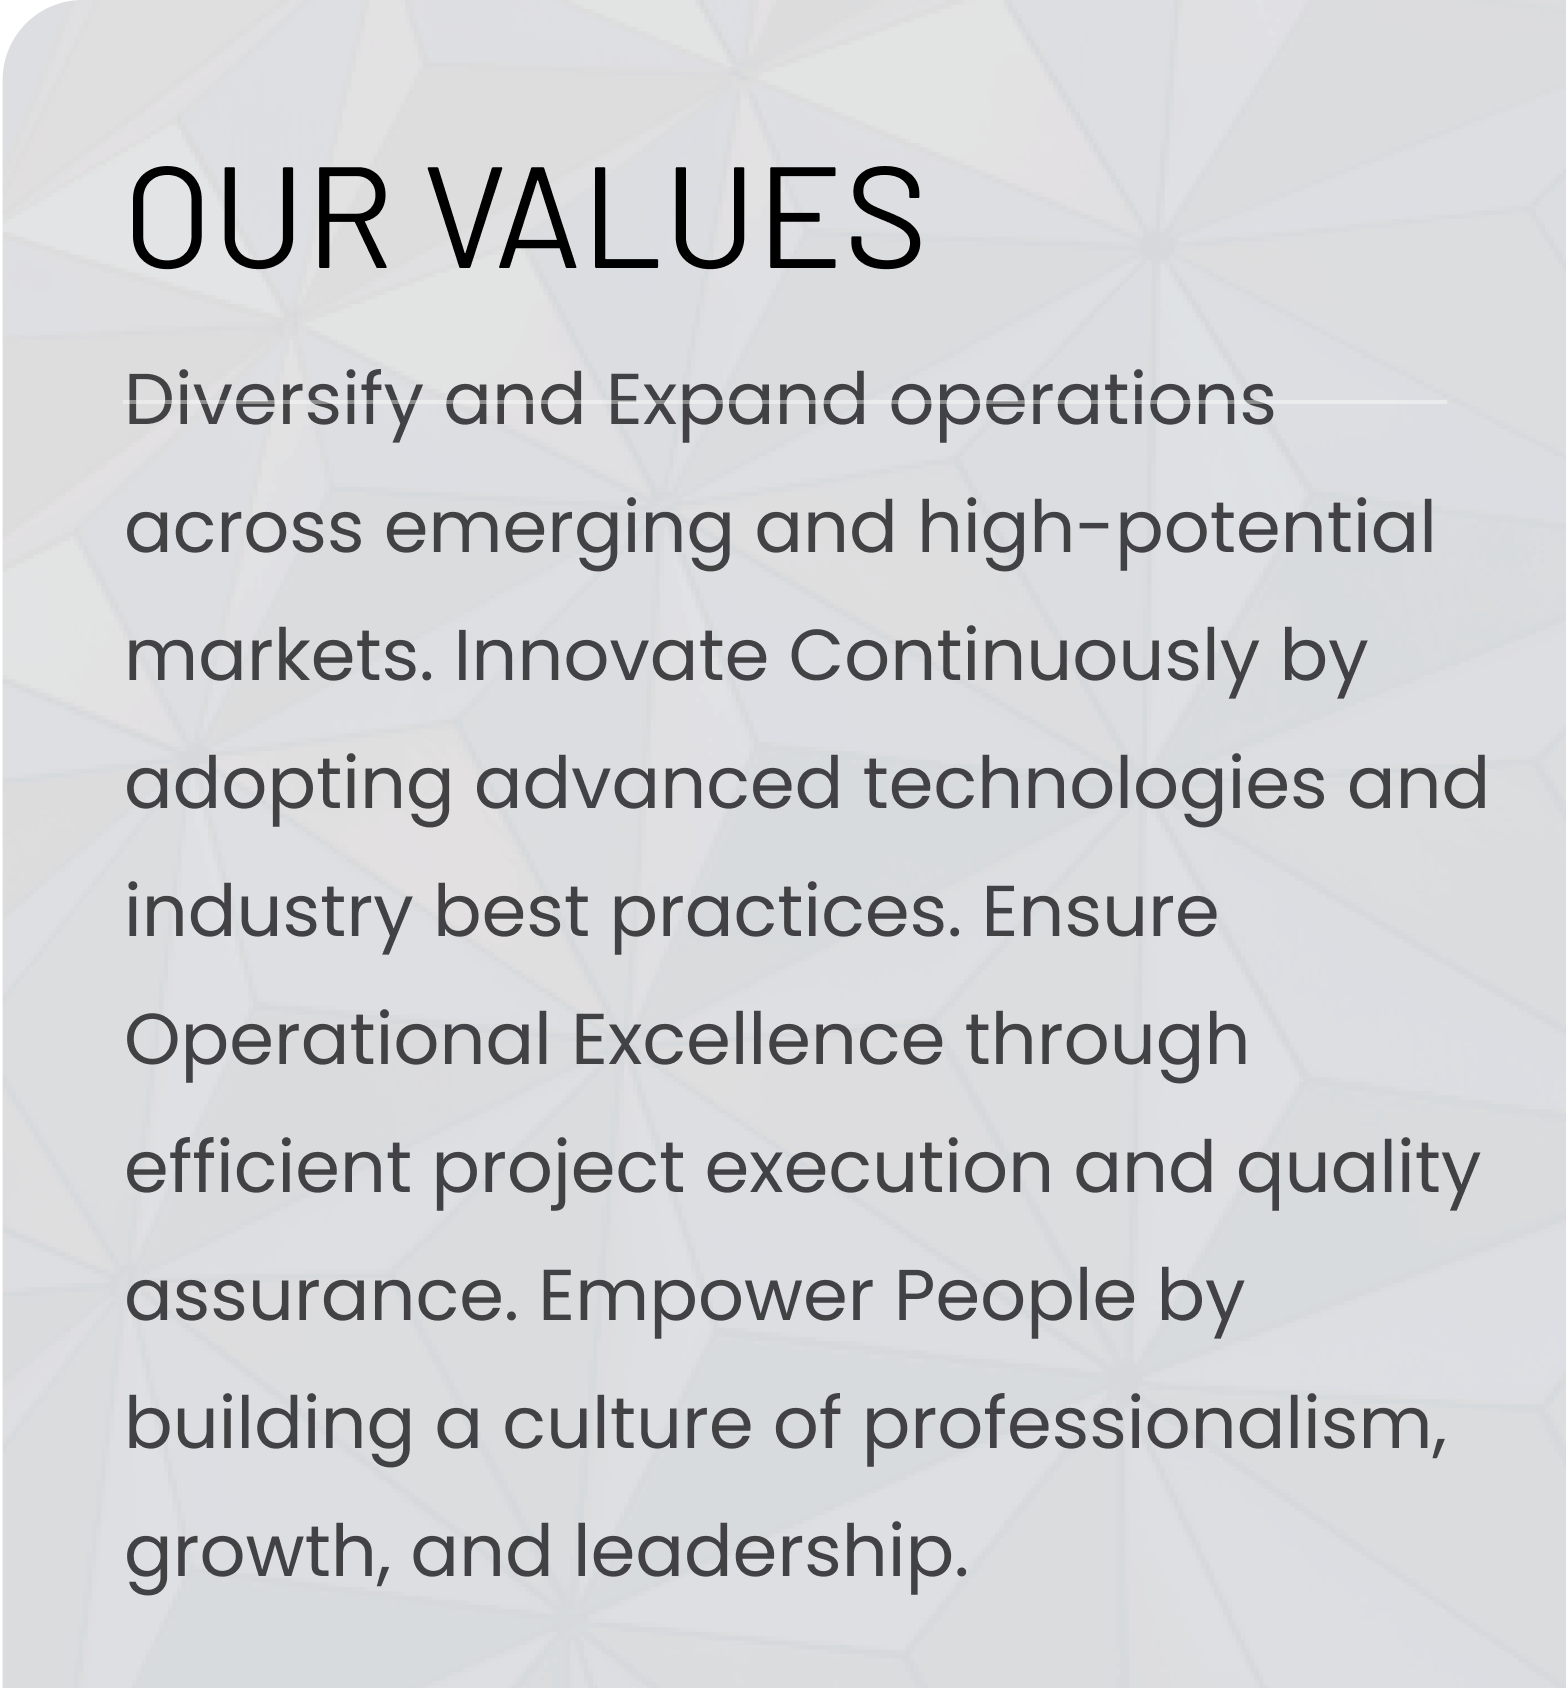 OUR VALUES
Diversify and Expand operations
across emerging and high-potential
markets. Innovate Continuously by
adopting advanced technologies and
industry best practices. Ensure
Operational Excellence through
efficient project execution and quality
assurance. Empower People by
building a culture of professionalism,
growth, and leadership.